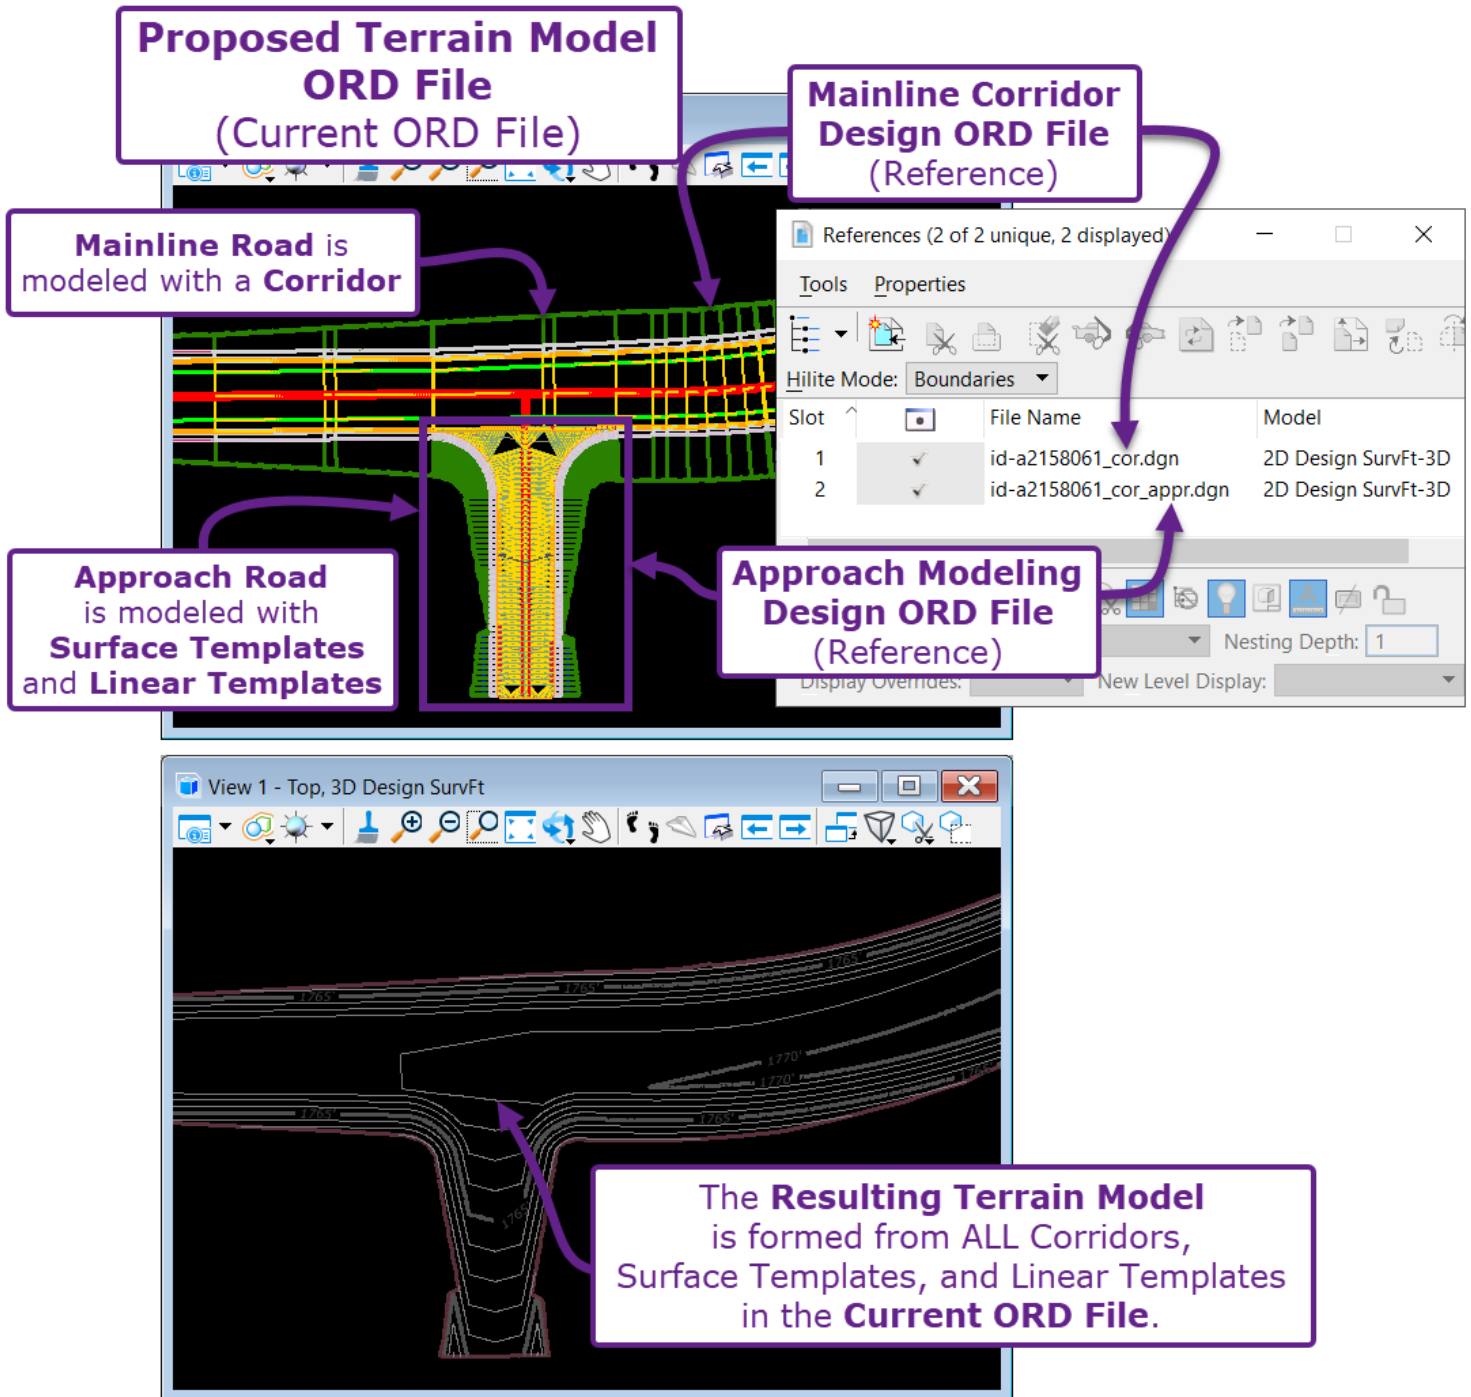 Proposed Terrain Model
ORD File
(Current ORD File)
Mainline Corridor
Design ORD File
(Reference)
Mainline Road is
modeled with a Corridor
References (2 of 2 unique, 2 displayed)
Tools Properties
Hilite Mode: Boundaries
Slot File Name Model
1 id-a2158061_cor.dgn 2D Design SurvFt-3D
2 id-a2158061_cor_appr.dgn 2D Design SurvFt-3D
Approach Road
is modeled with
Surface Templates
and Linear Templates
Approach Modeling
Design ORD File
(Reference)
Nesting Depth: 1
Display Overrides: New Level Display:
View 1 - Top, 3D Design SurvFt
1765'
1765'
1765'
1770'
1770'
1765'
1765'
1765'
1765'
The Resulting Terrain Model
is formed from ALL Corridors,
Surface Templates, and Linear Templates
in the Current ORD File.